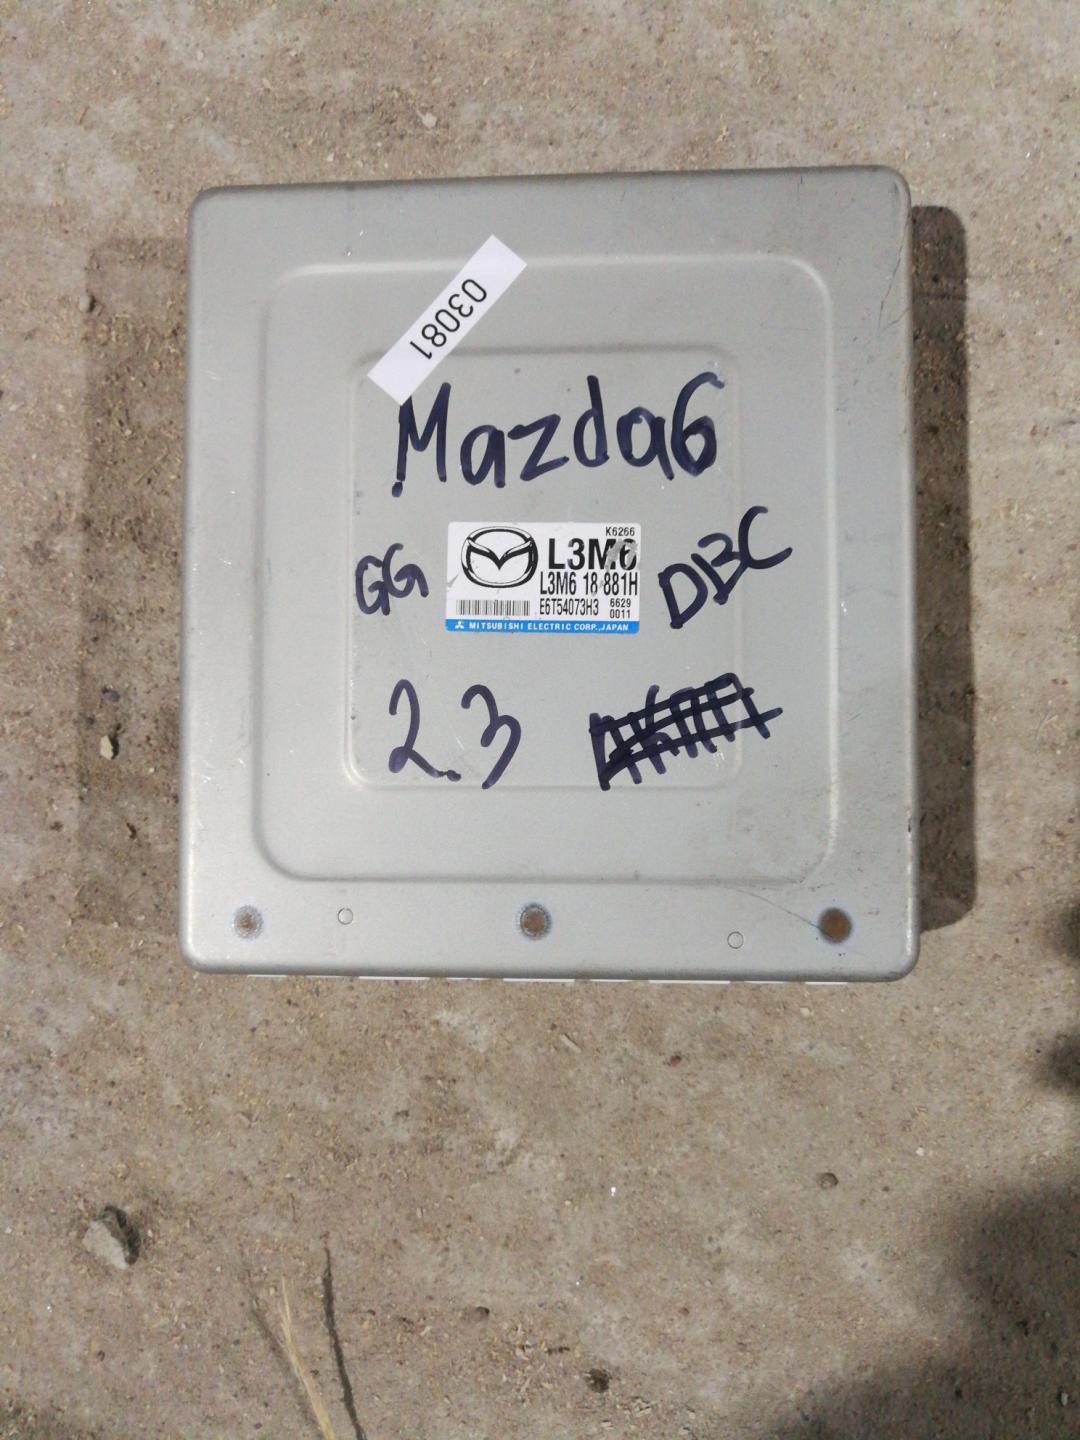 03081
Mazda6
K6266
L3M6
L3M6 18 881H
E6T54073H3 6629 0011
MITSUBISHI ELECTRIC CORP., JAPAN
GG
DBC
2.3